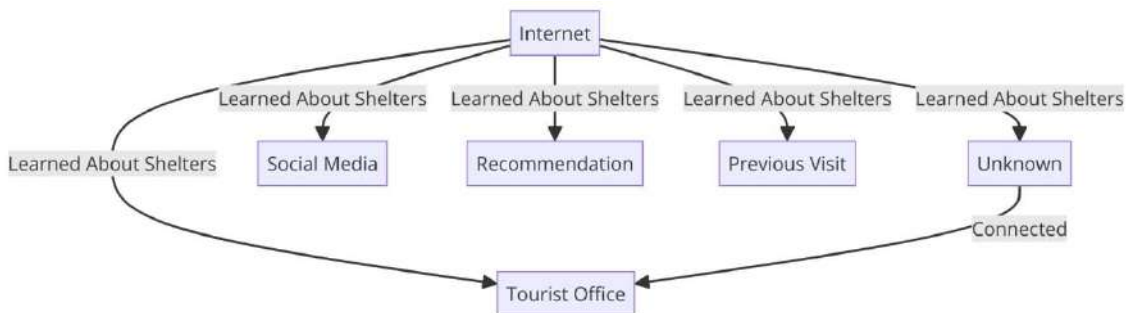 Internet
Learned About Shelters
Learned About Shelters
Learned About Shelters
Learned About Shelters
Learned About Shelters
Social Media
Recommendation
Previous Visit
Unknown
Connected
Tourist Office